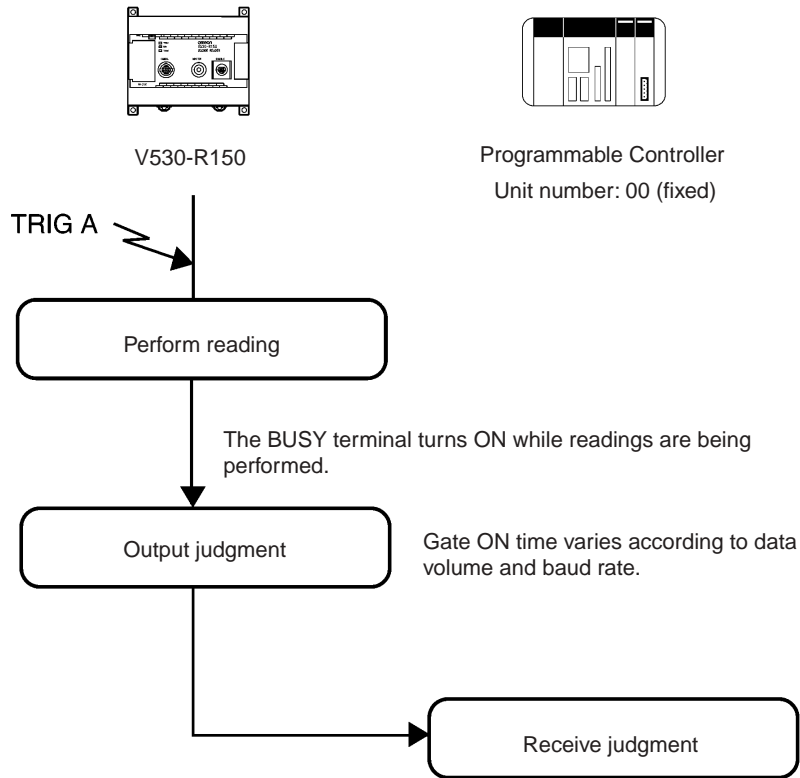 V530-R150
Programmable Controller
Unit number: 00 (fixed)
TRIG A
Perform reading
The BUSY terminal turns ON while readings are being
performed.
Output judgment
Gate ON time varies according to data
volume and baud rate.
Receive judgment